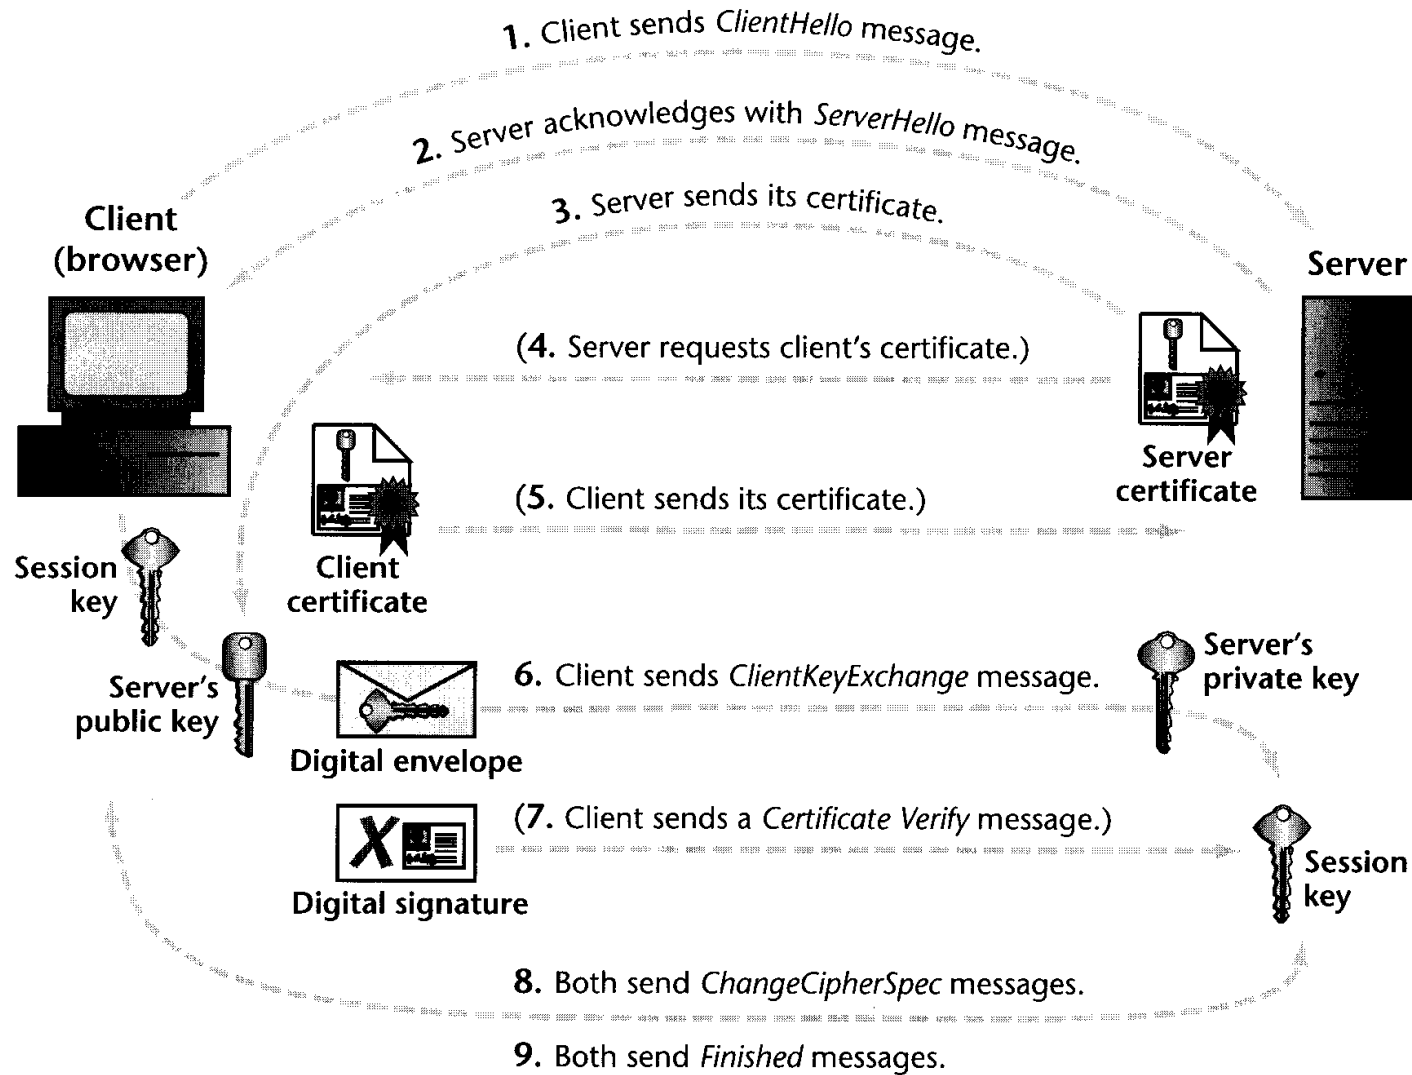 1. Client sends ClientHello message.
2. Server acknowledges with ServerHello message.
3. Server sends its certificate.
Client
(browser)
Server
(4. Server requests client's certificate.)
Server
certificate
(5. Client sends its certificate.)
Client
certificate
Session
key
Server's
public key
6. Client sends ClientKeyExchange message.
Server's
private key
Digital envelope
(7. Client sends a Certificate Verify message.)
Digital signature
Session
key
8. Both send ChangeCipherSpec messages.
9. Both send Finished messages.